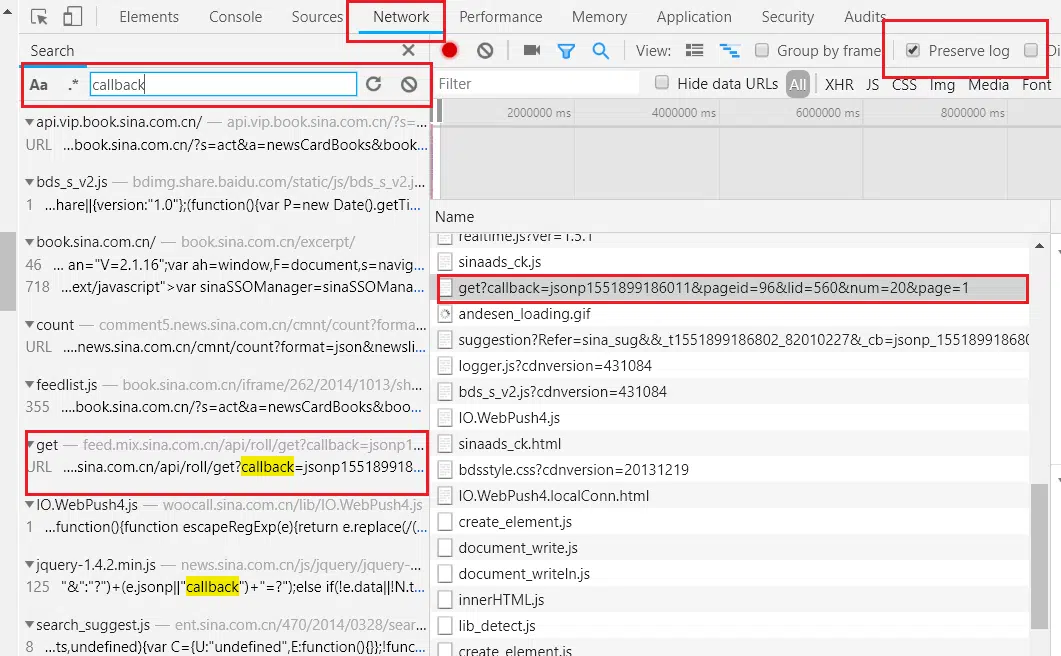 Elements Console Sources Network Performance Memory Application Security Audits
Search
View: Group by frame Preserve log Di
Aa .* callback
Filter Hide data URLs All XHR JS CSS Img Media Font
2000000 ms 4000000 ms 6000000 ms 8000000 ms
api.vip.book.sina.com.cn/ — api.vip.book.sina.com.cn/?s=...
URL ...book.sina.com.cn/?s=act&a=newsCardBooks&book...
bds_s_v2.js — bdimg.share.baidu.com/static/js/bds_s_v2.j...
1 ...hare||{version:"1.0"};(function(){var P=new Date().getTi...
book.sina.com.cn/ — book.sina.com.cn/excerpt/
46 ... an="V=2.1.16";var ah=window,F=document,s=navig...
718 ...ext/javascript">var sinaSSOManager=sinaSSOMana...
count — comment5.news.sina.com.cn/cmnt/count?forma...
URL ....news.sina.com.cn/cmnt/count?format=json&newsli...
feedlist.js — book.sina.com.cn/iframe/262/2014/1013/sh...
355 ....book.sina.com.cn/?s=act&a=newsCardBooks&boo...
get — feed.mix.sina.com.cn/api/roll/get?callback=jsonp1...
URL ....sina.com.cn/api/roll/get?callback=jsonp155189918...
IO.WebPush4.js — woocall.sina.com.cn/lib/IO.WebPush4.js
1 ...function(){function escapeRegExp(e){return e.replace(/(...
jquery-1.4.2.min.js — news.sina.com.cn/js/jquery/jquery-...
125 "&":"?")+(e.jsonp||"callback")+"=?");else if(!e.data||!N.t...
search_suggest.js — ent.sina.com.cn/470/2014/0328/sear...
8 ...ts,undefined){var C={U:"undefined",E:function(){}};!func...
Name
realtime.js?ver=1.5.1
sinaads_ck.js
get?callback=jsonp1551899186011&pageid=96&lid=560&num=20&page=1
andesen_loading.gif
suggestion?Refer=sina_sug&&_t1551899186802_82010227&_cb=jsonp_155189918680
logger.js?cdnversion=431084
bds_s_v2.js?cdnversion=431084
IO.WebPush4.js
sinaads_ck.html
bdsstyle.css?cdnversion=20131219
IO.WebPush4.localConn.html
create_element.js
document_write.js
document_writeln.js
innerHTML.js
lib_detect.js
create_element.js